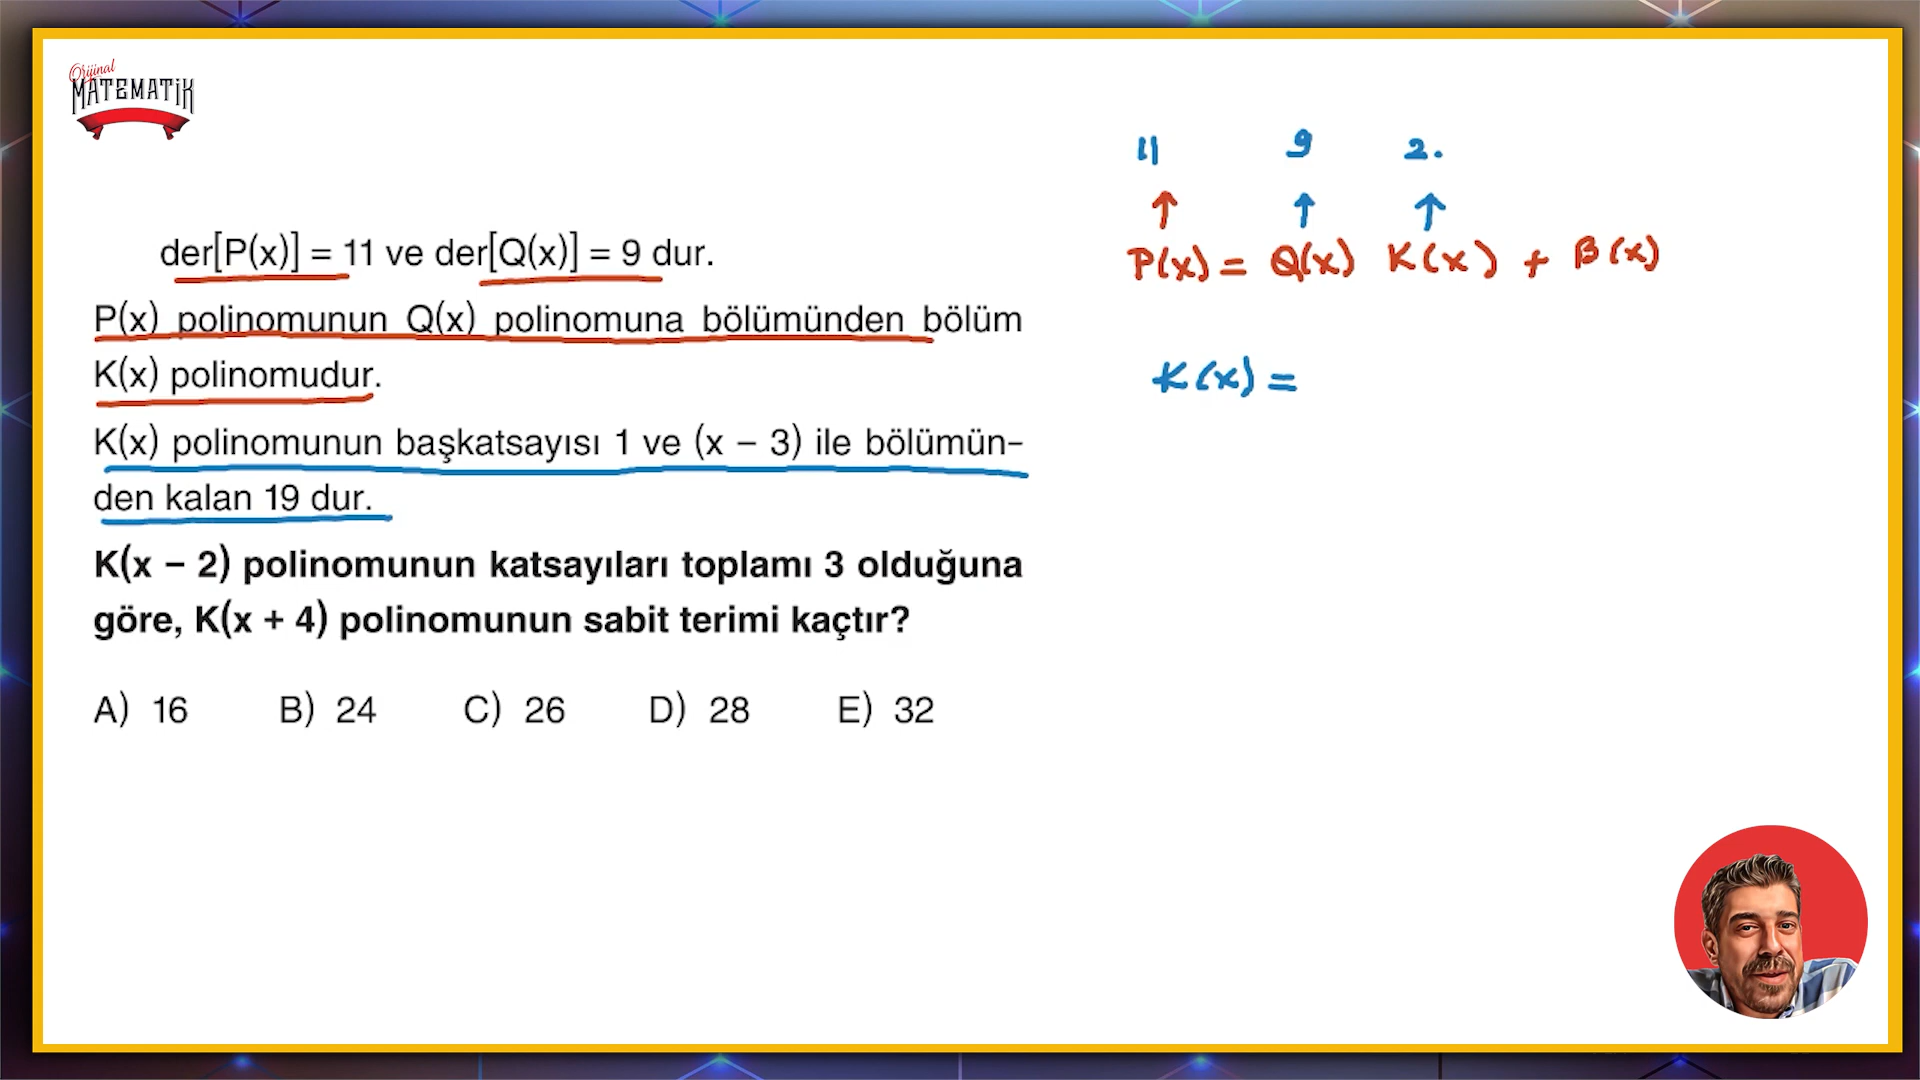 Orijinal
MATEMATİK
der[P(x)] = 11 ve der[Q(x)] = 9 dur.
P(x) polinomunun Q(x) polinomuna bölümünden bölüm
K(x) polinomudur.
K(x) polinomunun başkatsayısı 1 ve (x – 3) ile bölümün-
den kalan 19 dur.
K(x – 2) polinomunun katsayıları toplamı 3 olduğuna
göre, K(x + 4) polinomunun sabit terimi kaçtır?
A) 16 B) 24 C) 26 D) 28 E) 32
11 9 2.
↑ ↑ ↑
P(x) = Q(x) K(x) + B(x)
K(x) =